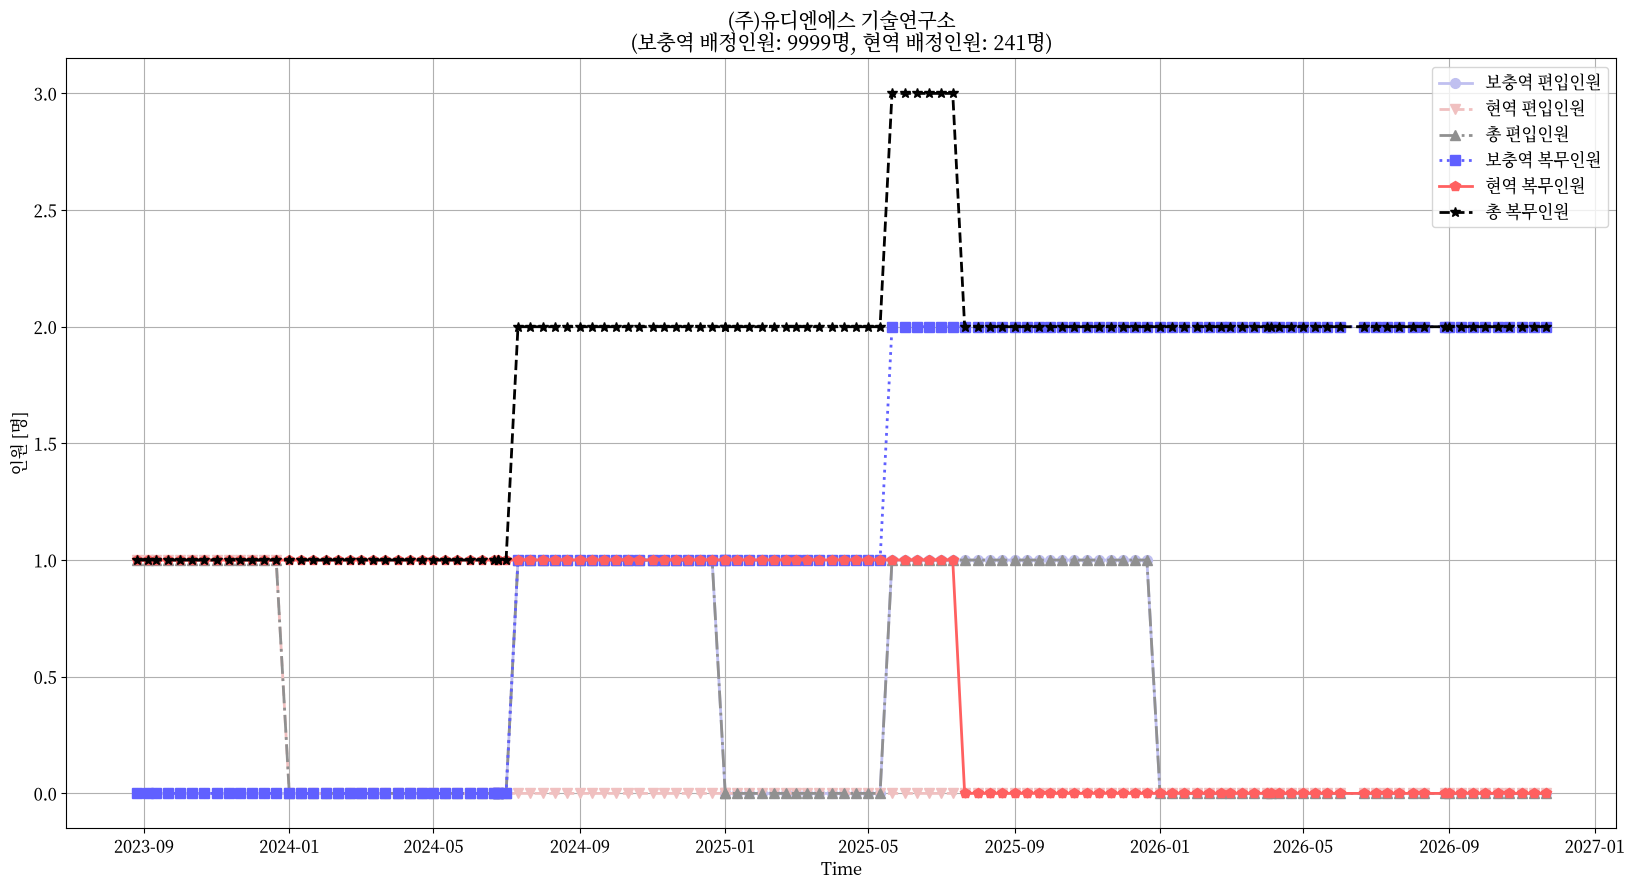 (주)유디엔에스 기술연구소
(보충역 배정인원: 9999명, 현역 배정인원: 241명)
보충역 편입인원
현역 편입인원
총 편입인원
보충역 복무인원
현역 복무인원
총 복무인원
인원 [명]
3.0
2.5
2.0
1.5
1.0
0.5
0.0
2023-09
2024-01
2024-05
2024-09
2025-01
2025-05
2025-09
2026-01
2026-05
2026-09
2027-01
Time